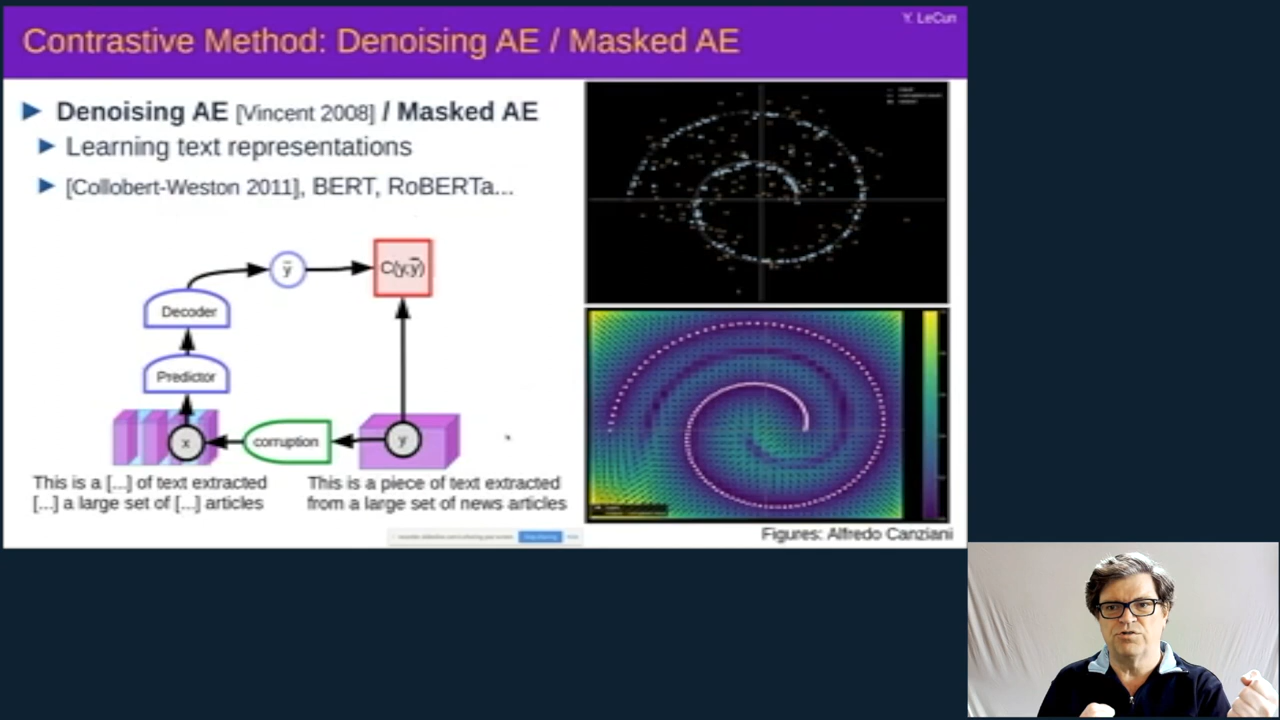 Y. LeCun
Contrastive Method: Denoising AE / Masked AE
Denoising AE [Vincent 2008] / Masked AE
Learning text representations
[Collobert-Weston 2011], BERT, RoBERTa...
y̅
C(y,y̅)
Decoder
Predictor
x
corruption
y
This is a [...] of text extracted
[...] a large set of [...] articles
This is a piece of text extracted
from a large set of news articles
Figures: Alfredo Canziani